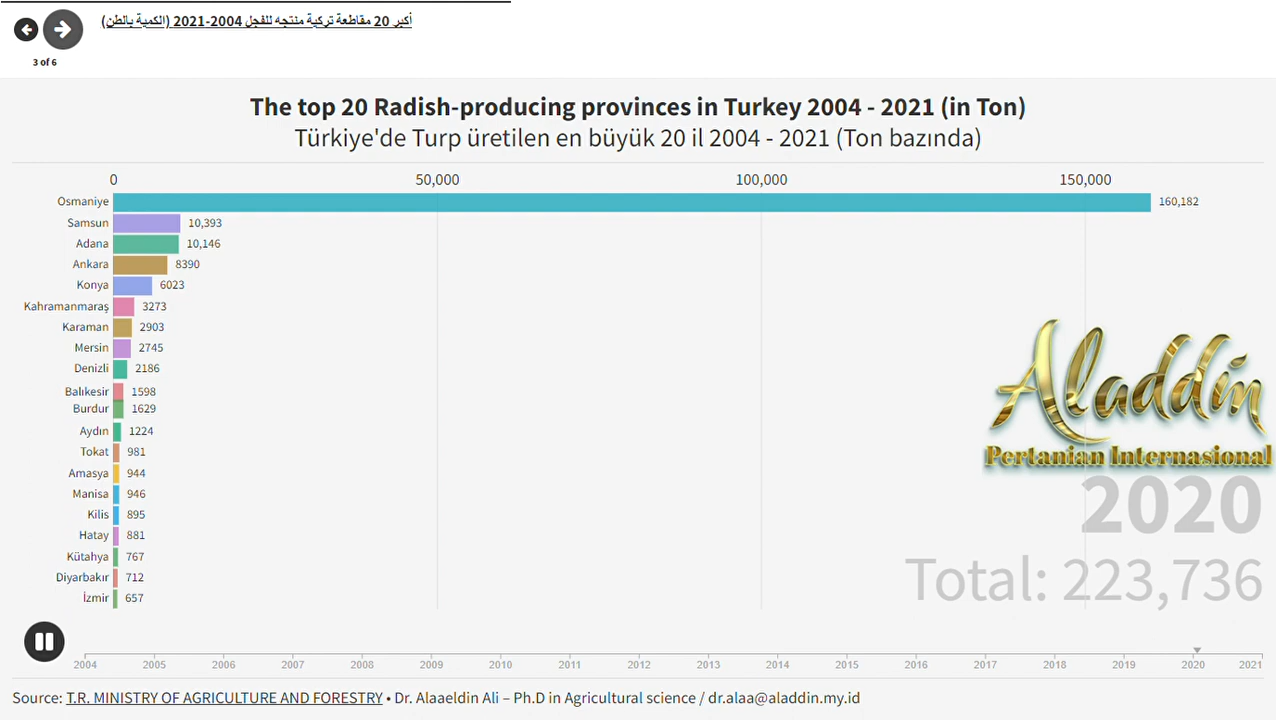 أكبر 20 مقاطعة تركية منتجه للفجل 2004-2021 (الكمية بالطن)
3 of 6
The top 20 Radish-producing provinces in Turkey 2004 - 2021 (in Ton)
Türkiye'de Turp üretilen en büyük 20 il 2004 - 2021 (Ton bazında)
0 50,000 100,000 150,000
Osmaniye 160,182
Samsun 10,393
Adana 10,146
Ankara 8390
Konya 6023
Kahramanmaraş 3273
Karaman 2903
Mersin 2745
Denizli 2186
Balıkesir 1598
Burdur 1629
Aydın 1224
Tokat 981
Amasya 944
Manisa 946
Kilis 895
Hatay 881
Kütahya 767
Diyarbakır 712
İzmir 657
Aladdin
Pertanian Internasional
2020
Total: 223,736
2004 2005 2006 2007 2008 2009 2010 2011 2012 2013 2014 2015 2016 2017 2018 2019 2020 2021
Source: T.R. MINISTRY OF AGRICULTURE AND FORESTRY • Dr. Alaaeldin Ali – Ph.D in Agricultural science / dr.alaa@aladdin.my.id